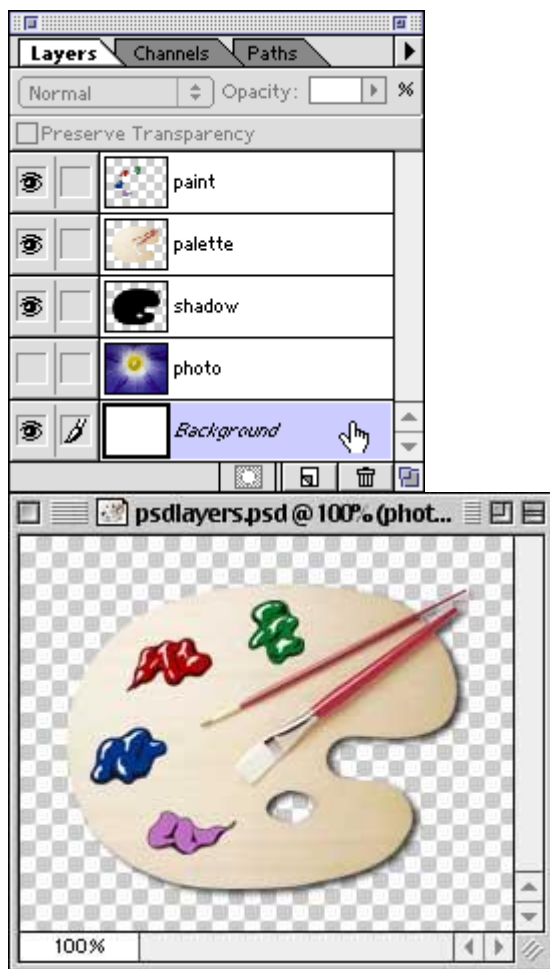 Layers Channels Paths
Normal Opacity: %
Preserve Transparency
paint
palette
shadow
photo
Background
psdlayers.psd @ 100% (phot...
100%